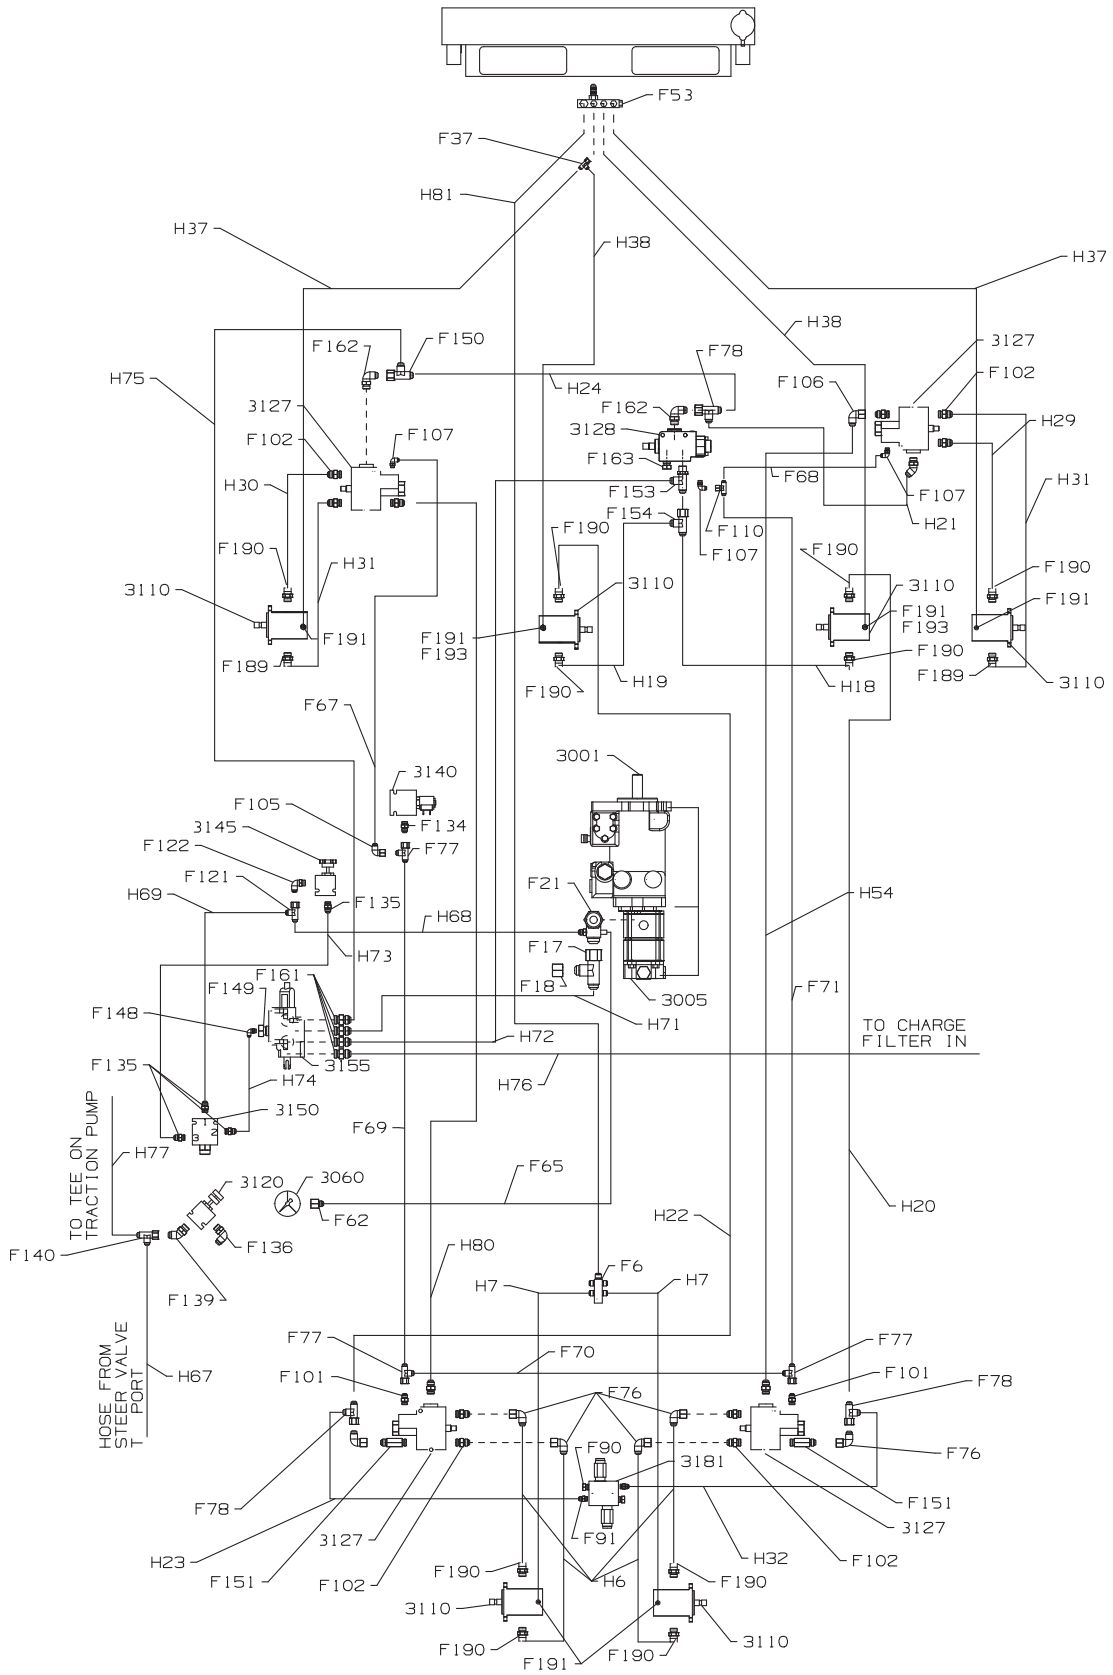 F53
F37
H81
H37
H38
H37
H38
3127
F162
F150
F78
F102
H75
H24
F106
H29
3127
F162
F102
F107
3128
F163
F68
F107
H30
F153
H31
F154
F110
H21
F190
F107
F190
F190
H31
F190
3110
3110
3110
F191
F191
F191
F193
F191
F193
F189
F190
H19
F190
H18
F189
3110
F67
3001
3140
F105
F134
3145
F122
F77
F121
F21
H54
H69
F135
H68
H73
F17
F161
F18
F149
3005
F71
F148
H71
3155
H72
TO CHARGE
FILTER IN
H74
H76
F135
3150
1
2
3
F69
TO TEE ON
TRACTION PUMP
H77
3120
3060
F65
F62
H20
H22
F136
F140
H80
F6
H7
H7
F139
F77
F70
F77
HOSE FROM
STEER VALVE
T PORT
H67
F101
F101
F76
F78
F90
3181
F76
F78
F91
F151
3127
3127
H23
H32
F102
F151
F102
F190
H6
F190
3110
3110
F190
F191
F190